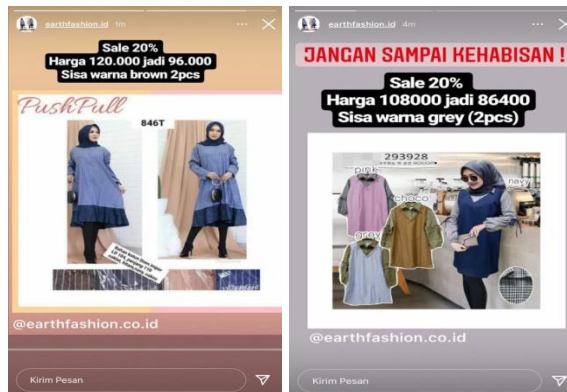 earthfashion.id 1m
Sale 20%
Harga 120.000 jadi 96.000
Sisa warna brown 2pcs
PushPull
846T
@earthfashion.co.id
Kirim Pesan
earthfashion.id 4m
JANGAN SAMPAI KEHABISAN !
Sale 20%
Harga 108000 jadi 86400
Sisa warna grey (2pcs)
293928
pink
navy
choco
gray
@earthfashion.co.id
Kirim Pesan